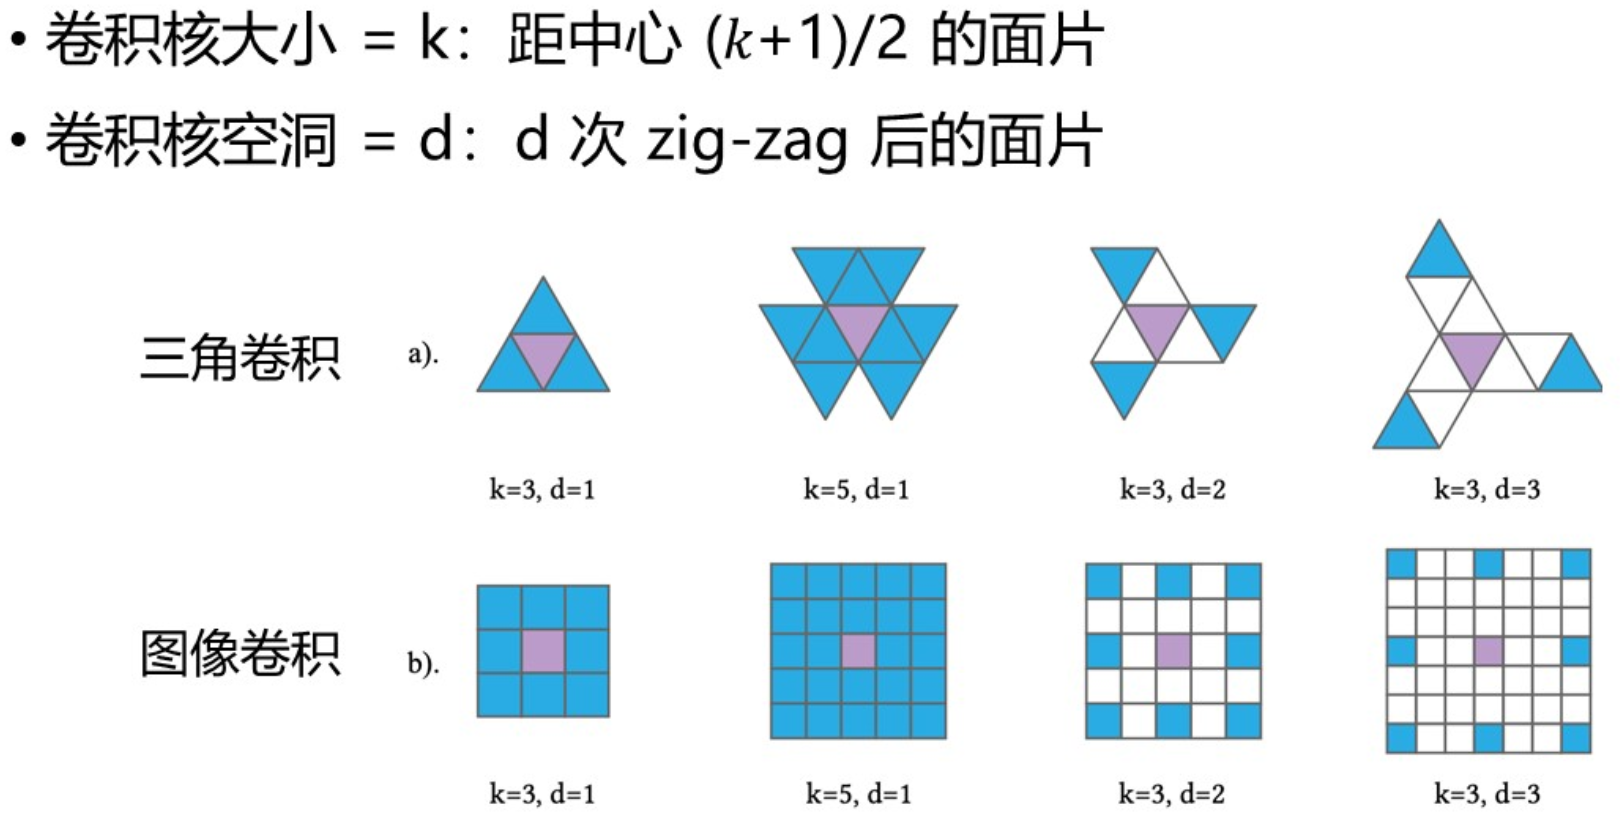 • 卷积核大小 = k：距中心 (k+1)/2 的面片
• 卷积核空洞 = d：d 次 zig-zag 后的面片
三角卷积 a).
k=3, d=1 k=5, d=1 k=3, d=2 k=3, d=3
图像卷积 b).
k=3, d=1 k=5, d=1 k=3, d=2 k=3, d=3